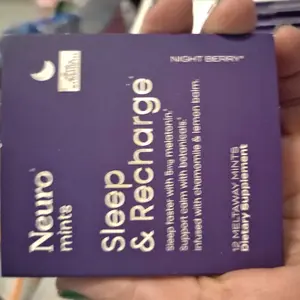 Neuro
mints
NIGHT BERRY™
Sleep
& Recharge†
Sleep faster with 5mg melatonin.†
Support calm with botanicals.†
Infused with chamomile & lemon balm.
12 MELTAWAY MINTS
Dietary Supplement